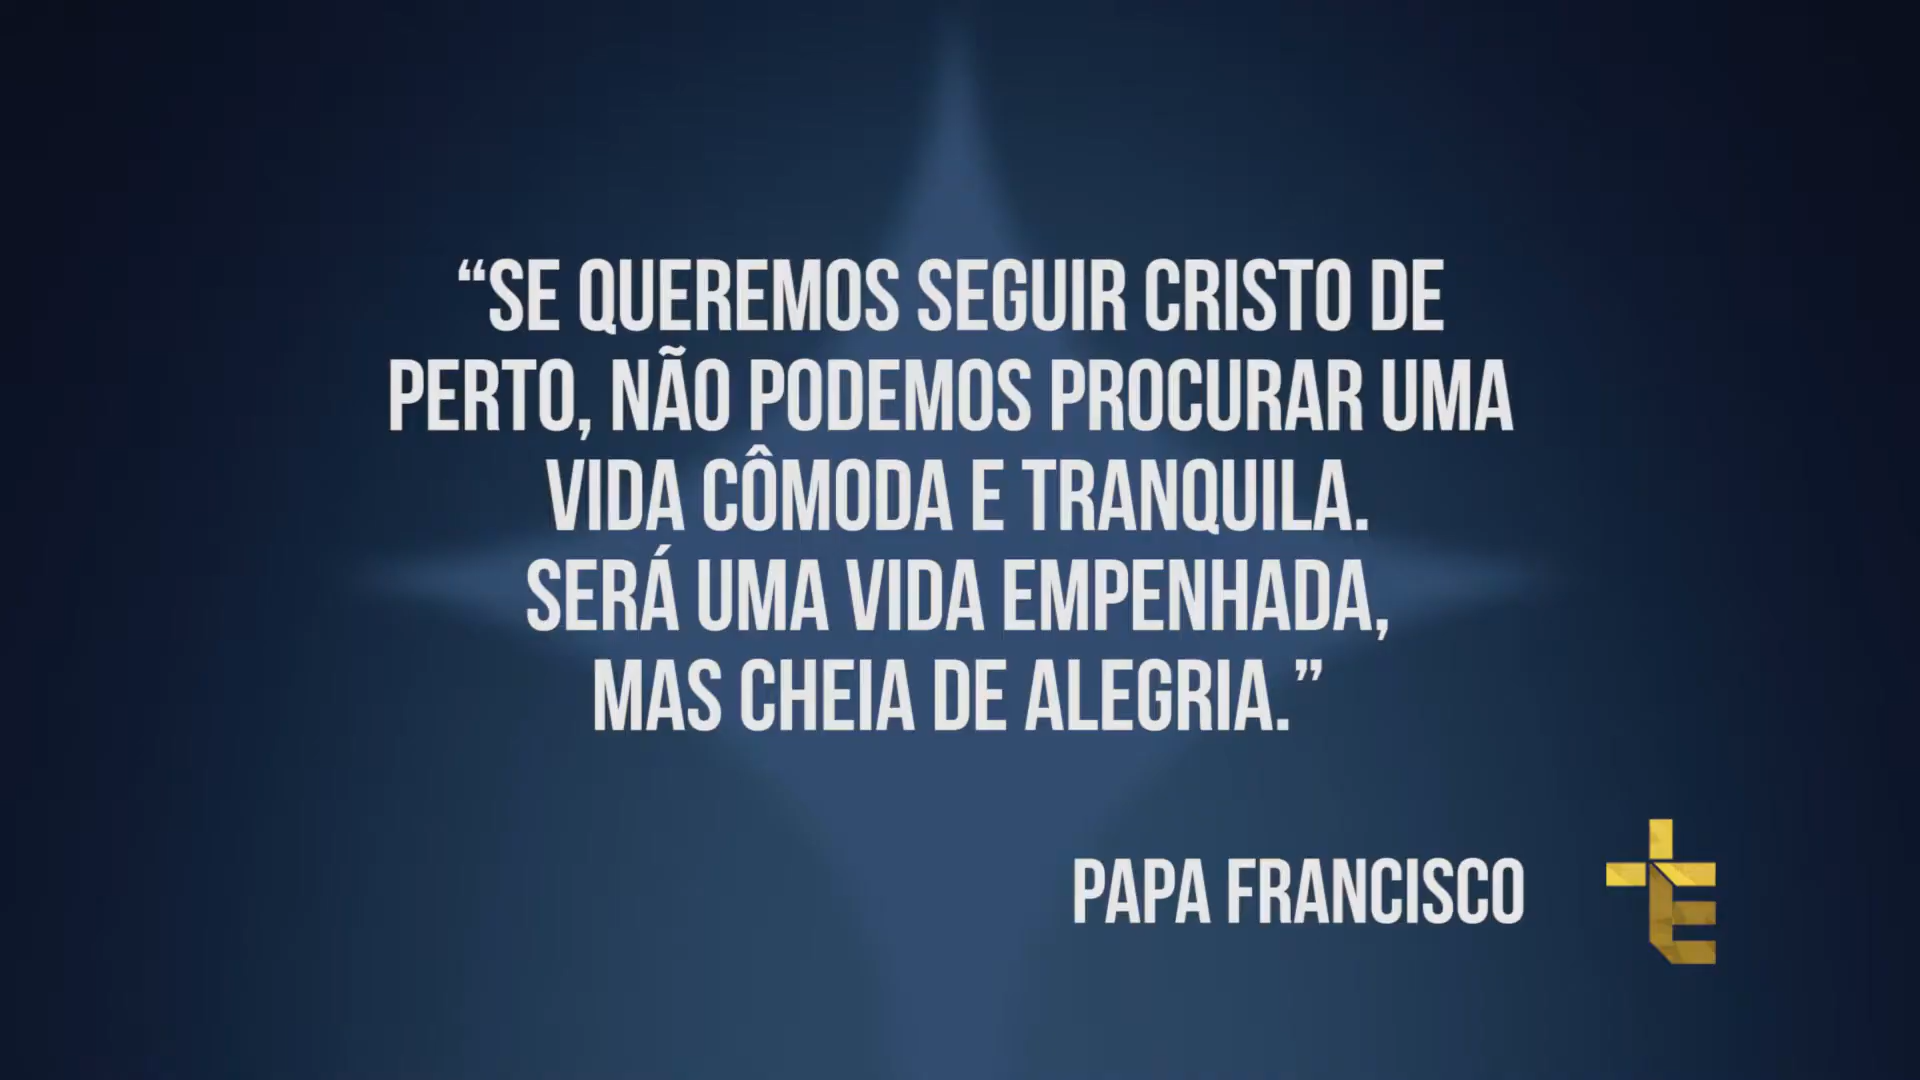 “SE QUEREMOS SEGUIR CRISTO DE
PERTO, NÃO PODEMOS PROCURAR UMA
VIDA CÔMODA E TRANQUILA.
SERÁ UMA VIDA EMPENHADA,
MAS CHEIA DE ALEGRIA.”
PAPA FRANCISCO